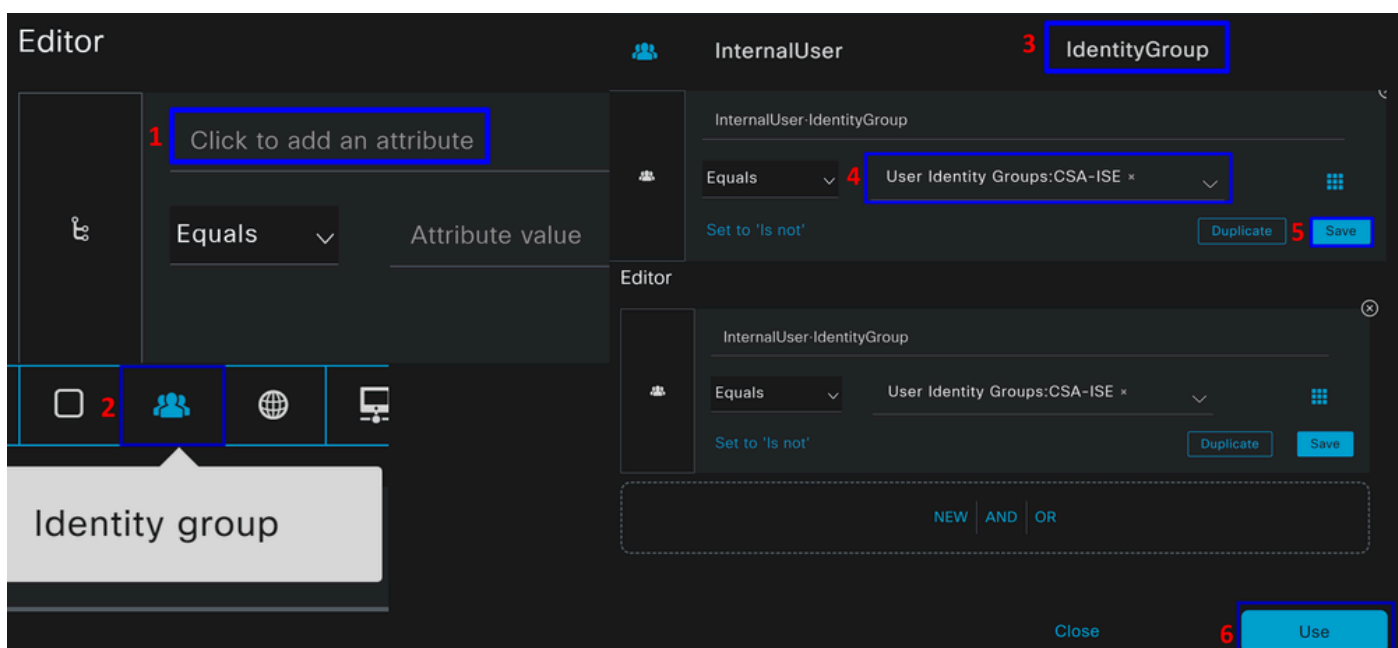 Editor
1 Click to add an attribute
Equals Attribute value
2
Identity group
InternalUser 3 IdentityGroup
InternalUser·IdentityGroup
Equals 4 User Identity Groups:CSA-ISE ×
Set to 'Is not' Duplicate 5 Save
Editor
InternalUser·IdentityGroup
Equals User Identity Groups:CSA-ISE ×
Set to 'Is not' Duplicate Save
NEW AND OR
Close 6 Use